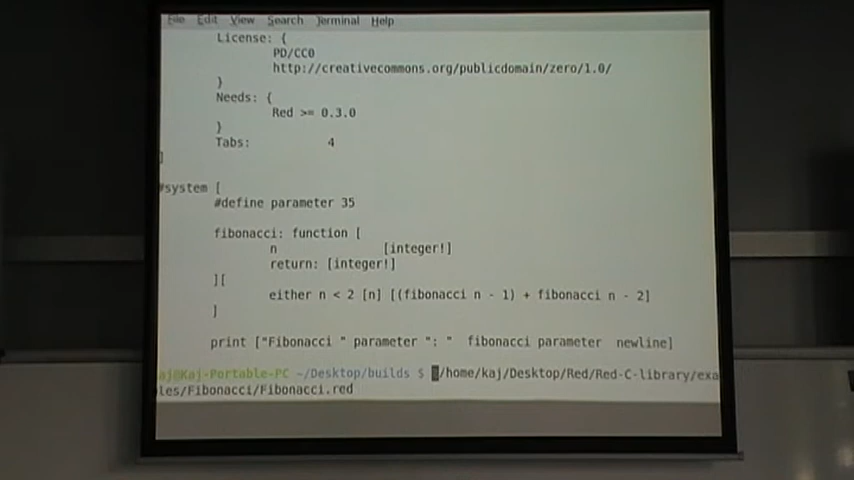 File Edit View Search Terminal Help
License: {
PD/CC0
http://creativecommons.org/publicdomain/zero/1.0/
}
Needs: {
Red >= 0.3.0
}
Tabs: 4
]
#system [
#define parameter 35
fibonacci: function [
n [integer!]
return: [integer!]
][
either n < 2 [n] [(fibonacci n - 1) + fibonacci n - 2]
]
print ["Fibonacci " parameter ": " fibonacci parameter newline]
kaj@Kaj-Portable-PC ~/Desktop/builds $ /home/kaj/Desktop/Red/Red-C-library/exa
ples/Fibonacci/Fibonacci.red